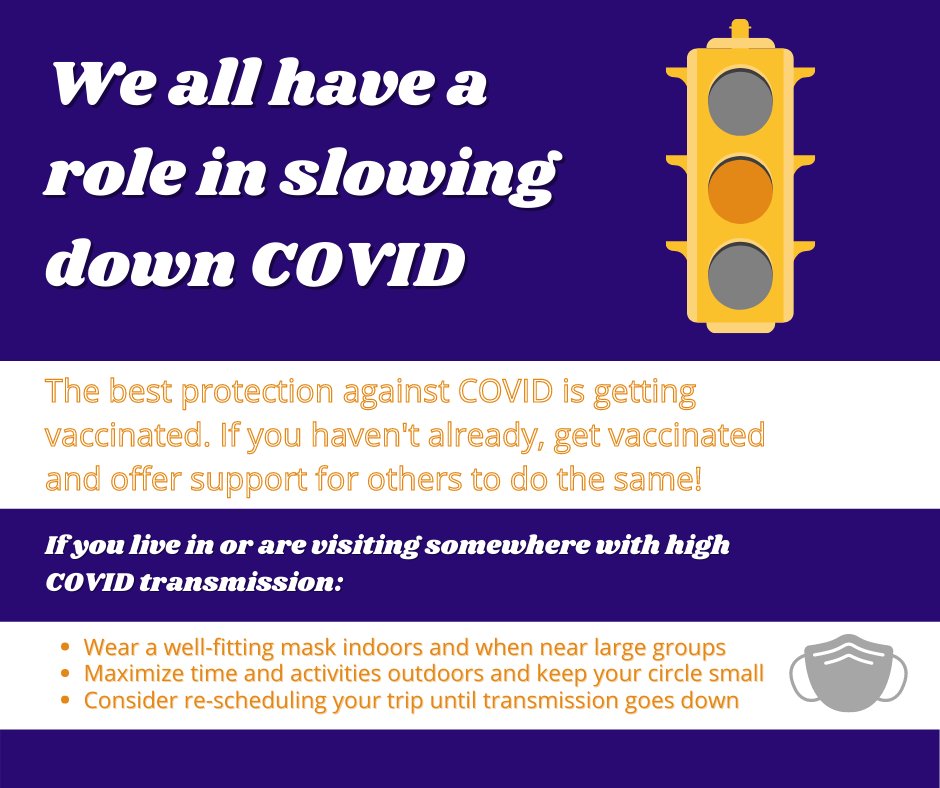 We all have a
role in slowing
down COVID
The best protection against COVID is getting
vaccinated. If you haven't already, get vaccinated
and offer support for others to do the same!
If you live in or are visiting somewhere with high
COVID transmission:
• Wear a well-fitting mask indoors and when near large groups
• Maximize time and activities outdoors and keep your circle small
• Consider re-scheduling your trip until transmission goes down